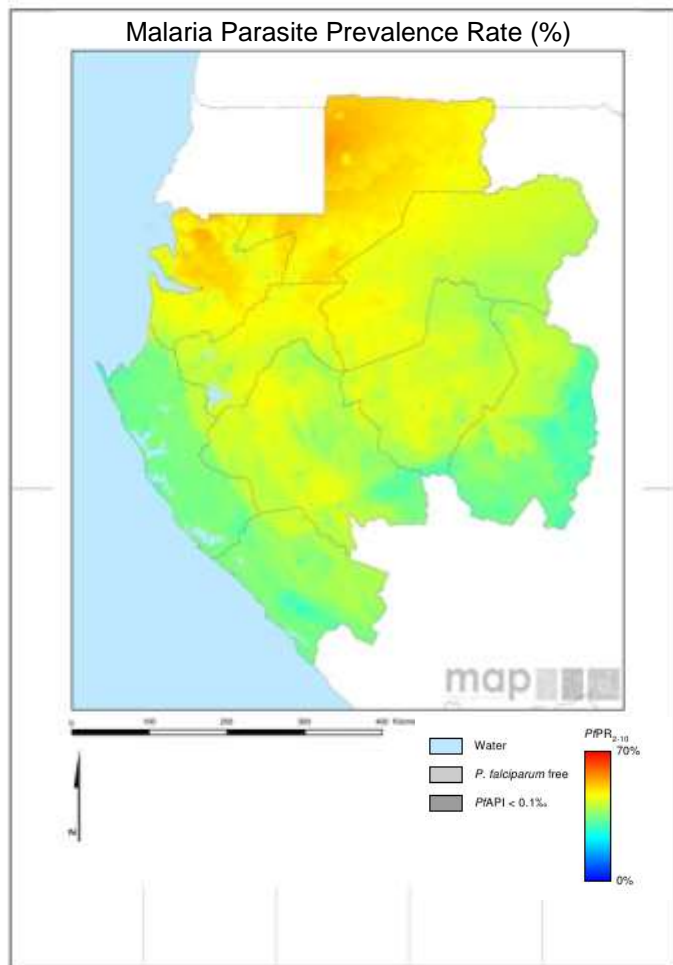 Malaria Parasite Prevalence Rate (%)
map
0 100 200 300 400
Water
P. falciparum free
PfAPI < 0.1‰
PfPR2-10
70%
0%
N